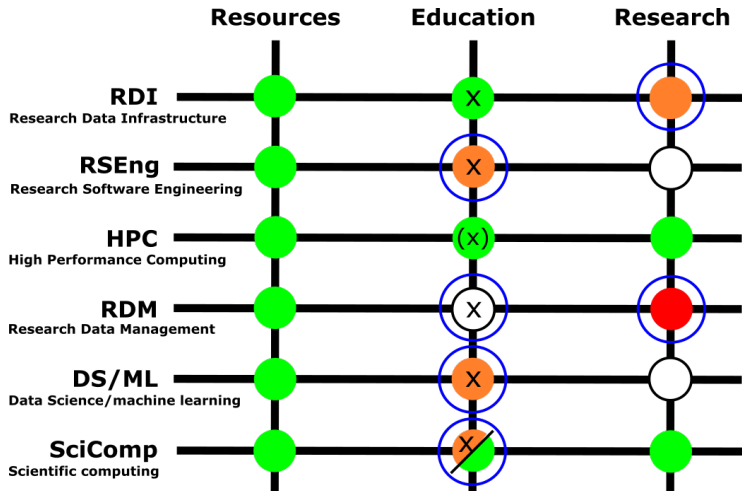 Resources Education Research
RDI x
Research Data Infrastructure
RSEng x
Research Software Engineering
HPC (x)
High Performance Computing
RDM x
Research Data Management
DS/ML x
Data Science/machine learning
SciComp x
Scientific computing